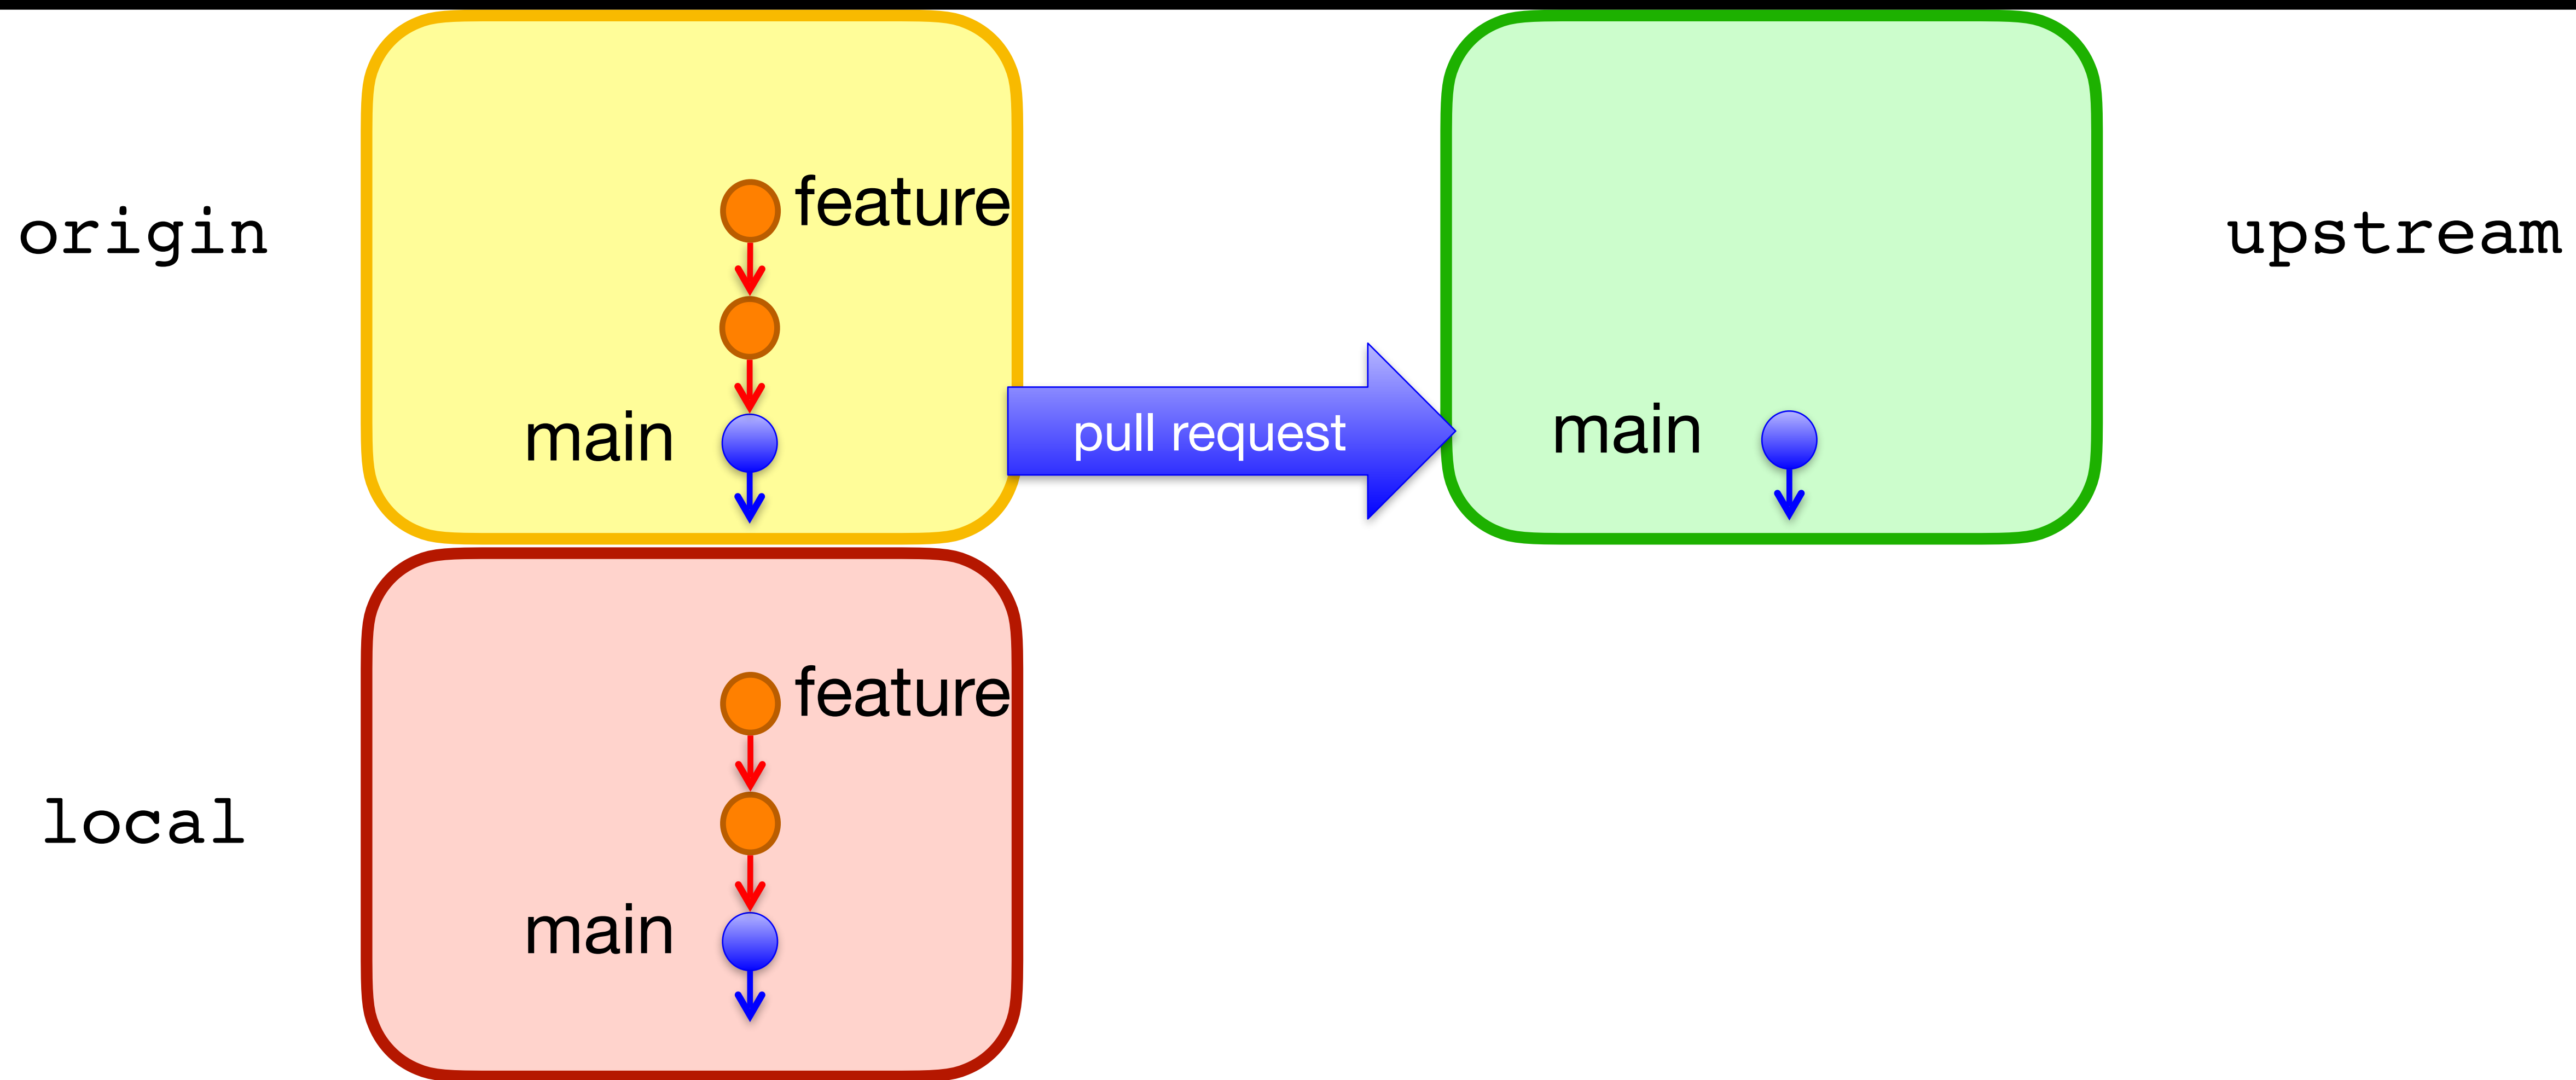 feature
origin
upstream
main
pull request
main
feature
local
main